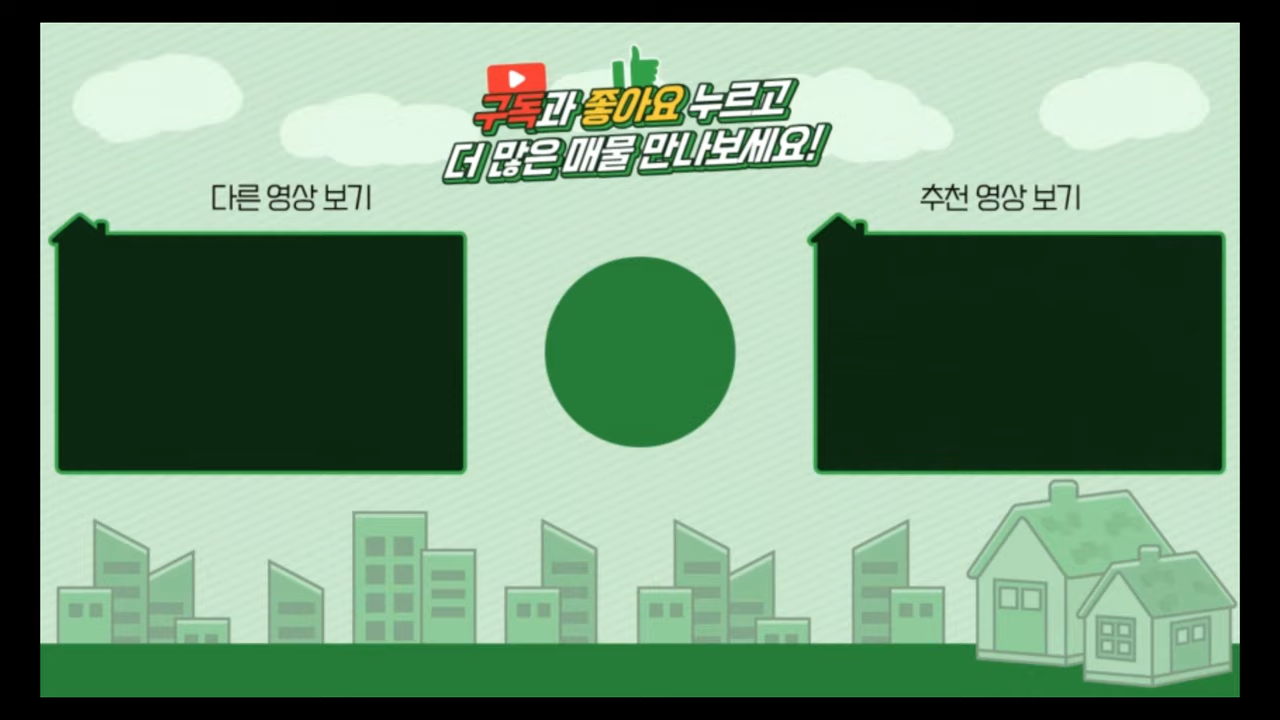 구독과 좋아요 누르고
더 많은 매물 만나보세요!
다른 영상 보기
추천 영상 보기